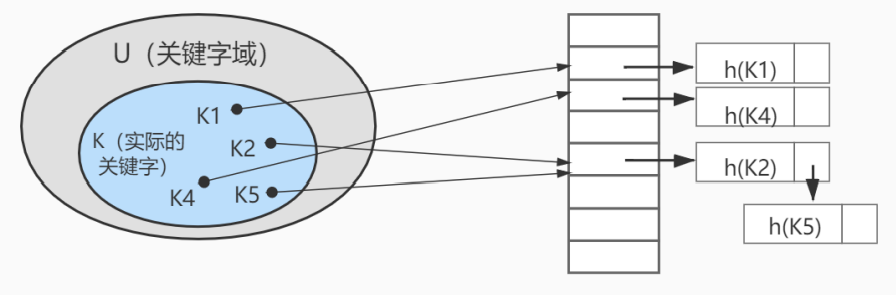 U（关键字域）
K1
K（实际的
关键字）
K2
K4
K5
h(K1)
h(K4)
h(K2)
h(K5)